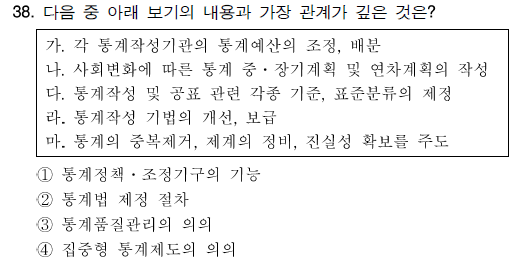 38. 다음 중 아래 보기의 내용과 가장 관계가 깊은 것은?
가. 각 통계작성기관의 통계예산의 조정, 배분
나. 사회변화에 따른 통계 중·장기계획 및 연차계획의 작성
다. 통계작성 및 공표 관련 각종 기준, 표준분류의 제정
라. 통계작성 기법의 개선, 보급
마. 통계의 중복제거, 체계의 정비, 진실성 확보를 주도
① 통계정책·조정기구의 기능
② 통계법 제정 절차
③ 통계품질관리의 의의
④ 집중형 통계제도의 의의